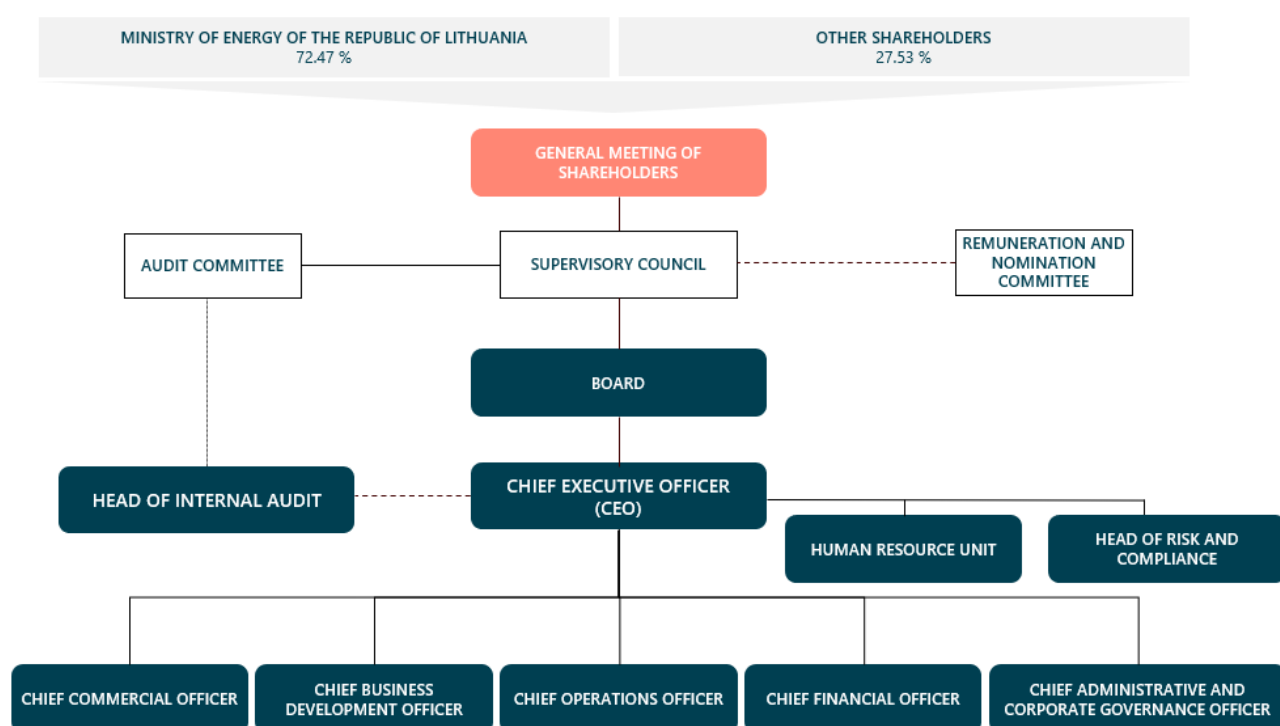 MINISTRY OF ENERGY OF THE REPUBLIC OF LITHUANIA
72.47 %
OTHER SHAREHOLDERS
27.53 %
GENERAL MEETING OF
SHAREHOLDERS
AUDIT COMMITTEE
SUPERVISORY COUNCIL
REMUNERATION AND
NOMINATION
COMMITTEE
BOARD
HEAD OF INTERNAL AUDIT
CHIEF EXECUTIVE OFFICER
(CEO)
HUMAN RESOURCE UNIT
HEAD OF RISK AND
COMPLIANCE
CHIEF COMMERCIAL OFFICER
CHIEF BUSINESS
DEVELOPMENT OFFICER
CHIEF OPERATIONS OFFICER
CHIEF FINANCIAL OFFICER
CHIEF ADMINISTRATIVE AND
CORPORATE GOVERNANCE OFFICER